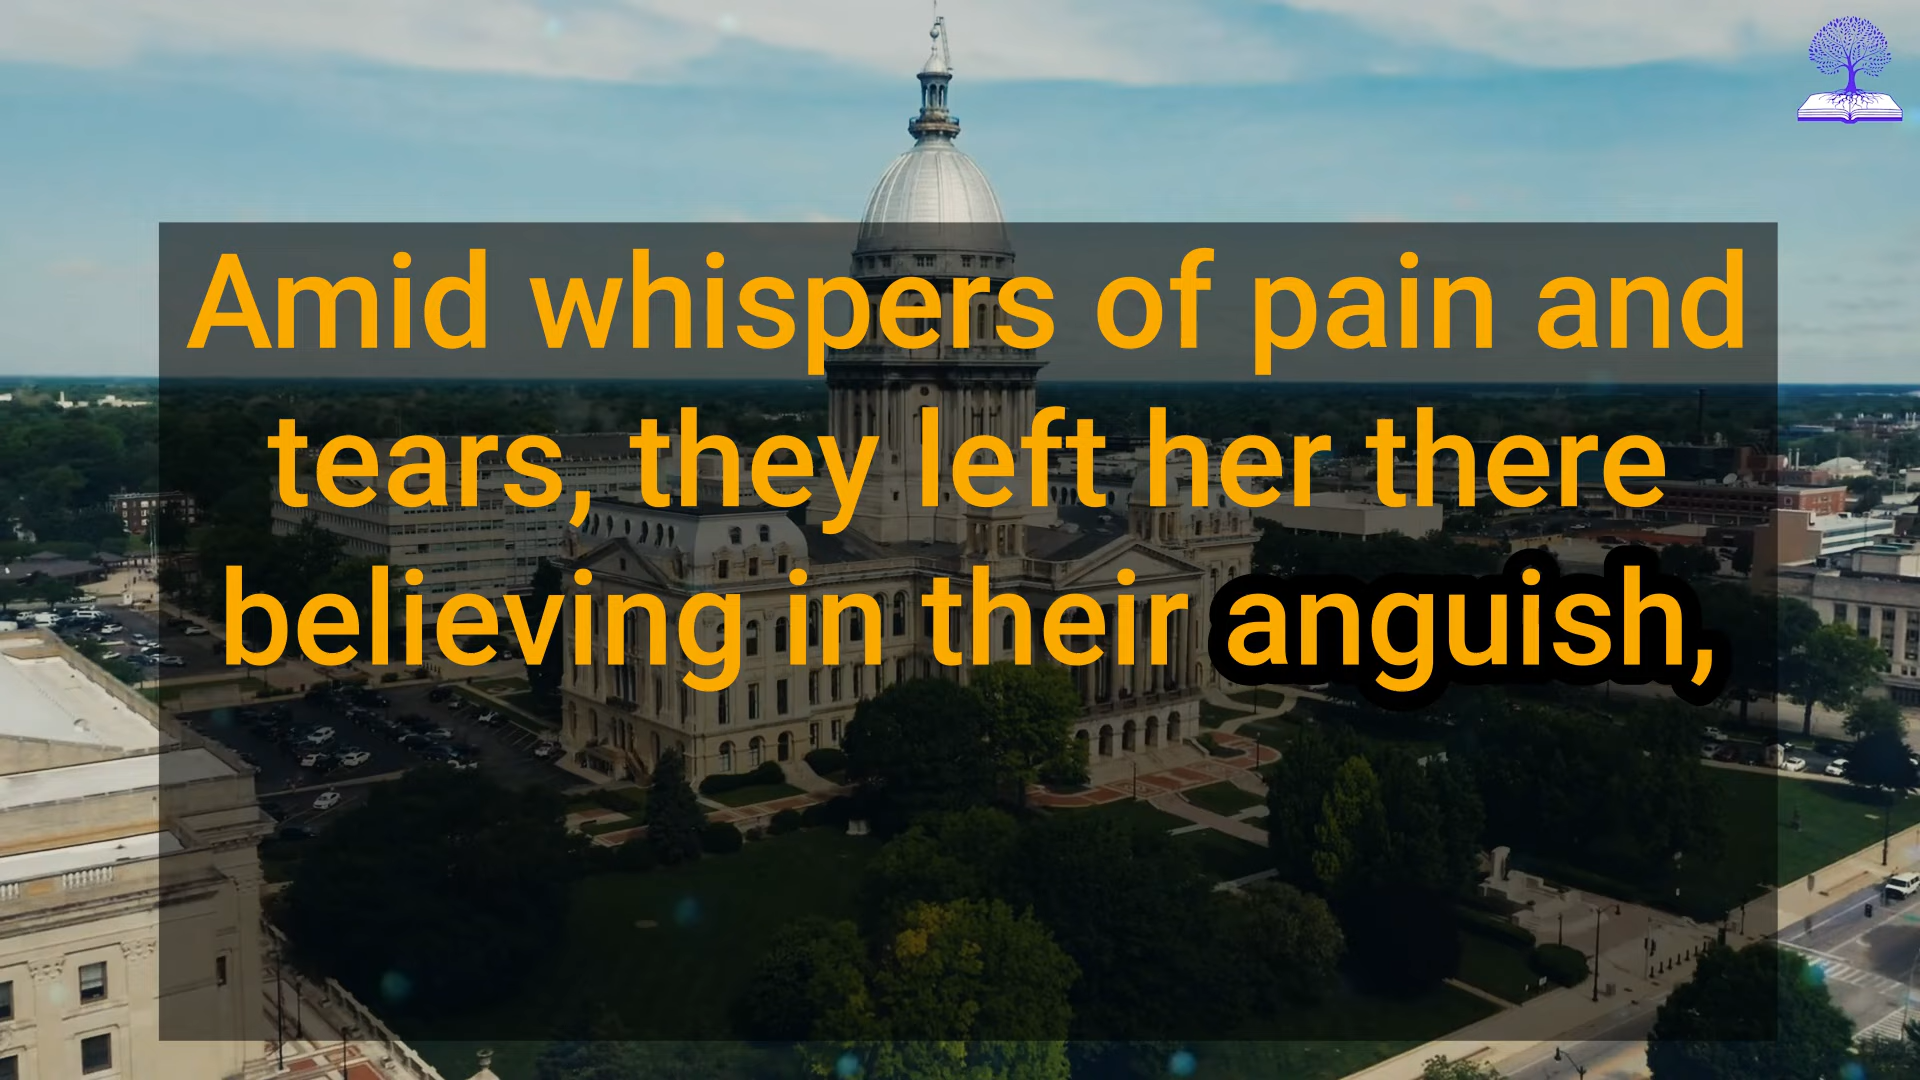 Amid whispers of pain and
tears, they left her there
believing in their anguish,